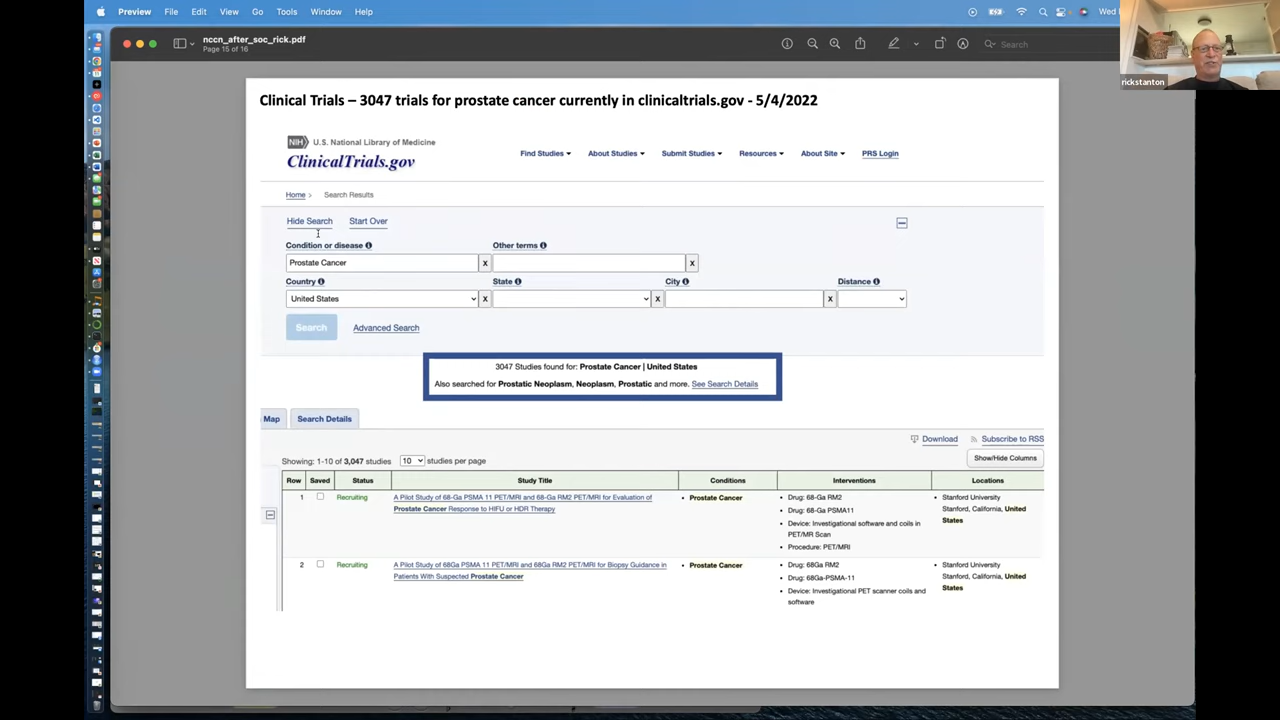 Preview File Edit View Go Tools Window Help
Wed
nccn_after_soc_rick.pdf
Page 15 of 16
Search
rickstanton
Clinical Trials – 3047 trials for prostate cancer currently in clinicaltrials.gov - 5/4/2022
NIH U.S. National Library of Medicine
ClinicalTrials.gov
Find Studies About Studies Submit Studies Resources About Site PRS Login
Home > Search Results
Hide Search Start Over
Condition or disease Other terms
Prostate Cancer X X
Country State City Distance
United States X X X
Search Advanced Search
3047 Studies found for: Prostate Cancer | United States
Also searched for Prostatic Neoplasm, Neoplasm, Prostatic and more. See Search Details
Map Search Details
Download Subscribe to RSS
Showing: 1-10 of 3,047 studies 10 studies per page
Show/Hide Columns
Row Saved Status Study Title Conditions Interventions Locations
1 Recruiting A Pilot Study of 68-Ga PSMA 11 PET/MRI and 68-Ga RM2 PET/MRI for Evaluation of
Prostate Cancer Response to HIFU or HDR Therapy
• Prostate Cancer
• Drug: 68-Ga RM2
• Drug: 68-Ga PSMA11
• Device: Investigational software and coils in
PET/MR Scan
• Procedure: PET/MRI
• Stanford University
Stanford, California, United
States
2 Recruiting A Pilot Study of 68Ga PSMA 11 PET/MRI and 68Ga RM2 PET/MRI for Biopsy Guidance in
Patients With Suspected Prostate Cancer
• Prostate Cancer
• Drug: 68Ga RM2
• Drug: 68Ga-PSMA-11
• Device: Investigational PET scanner coils and
software
• Stanford University
Stanford, California, United
States